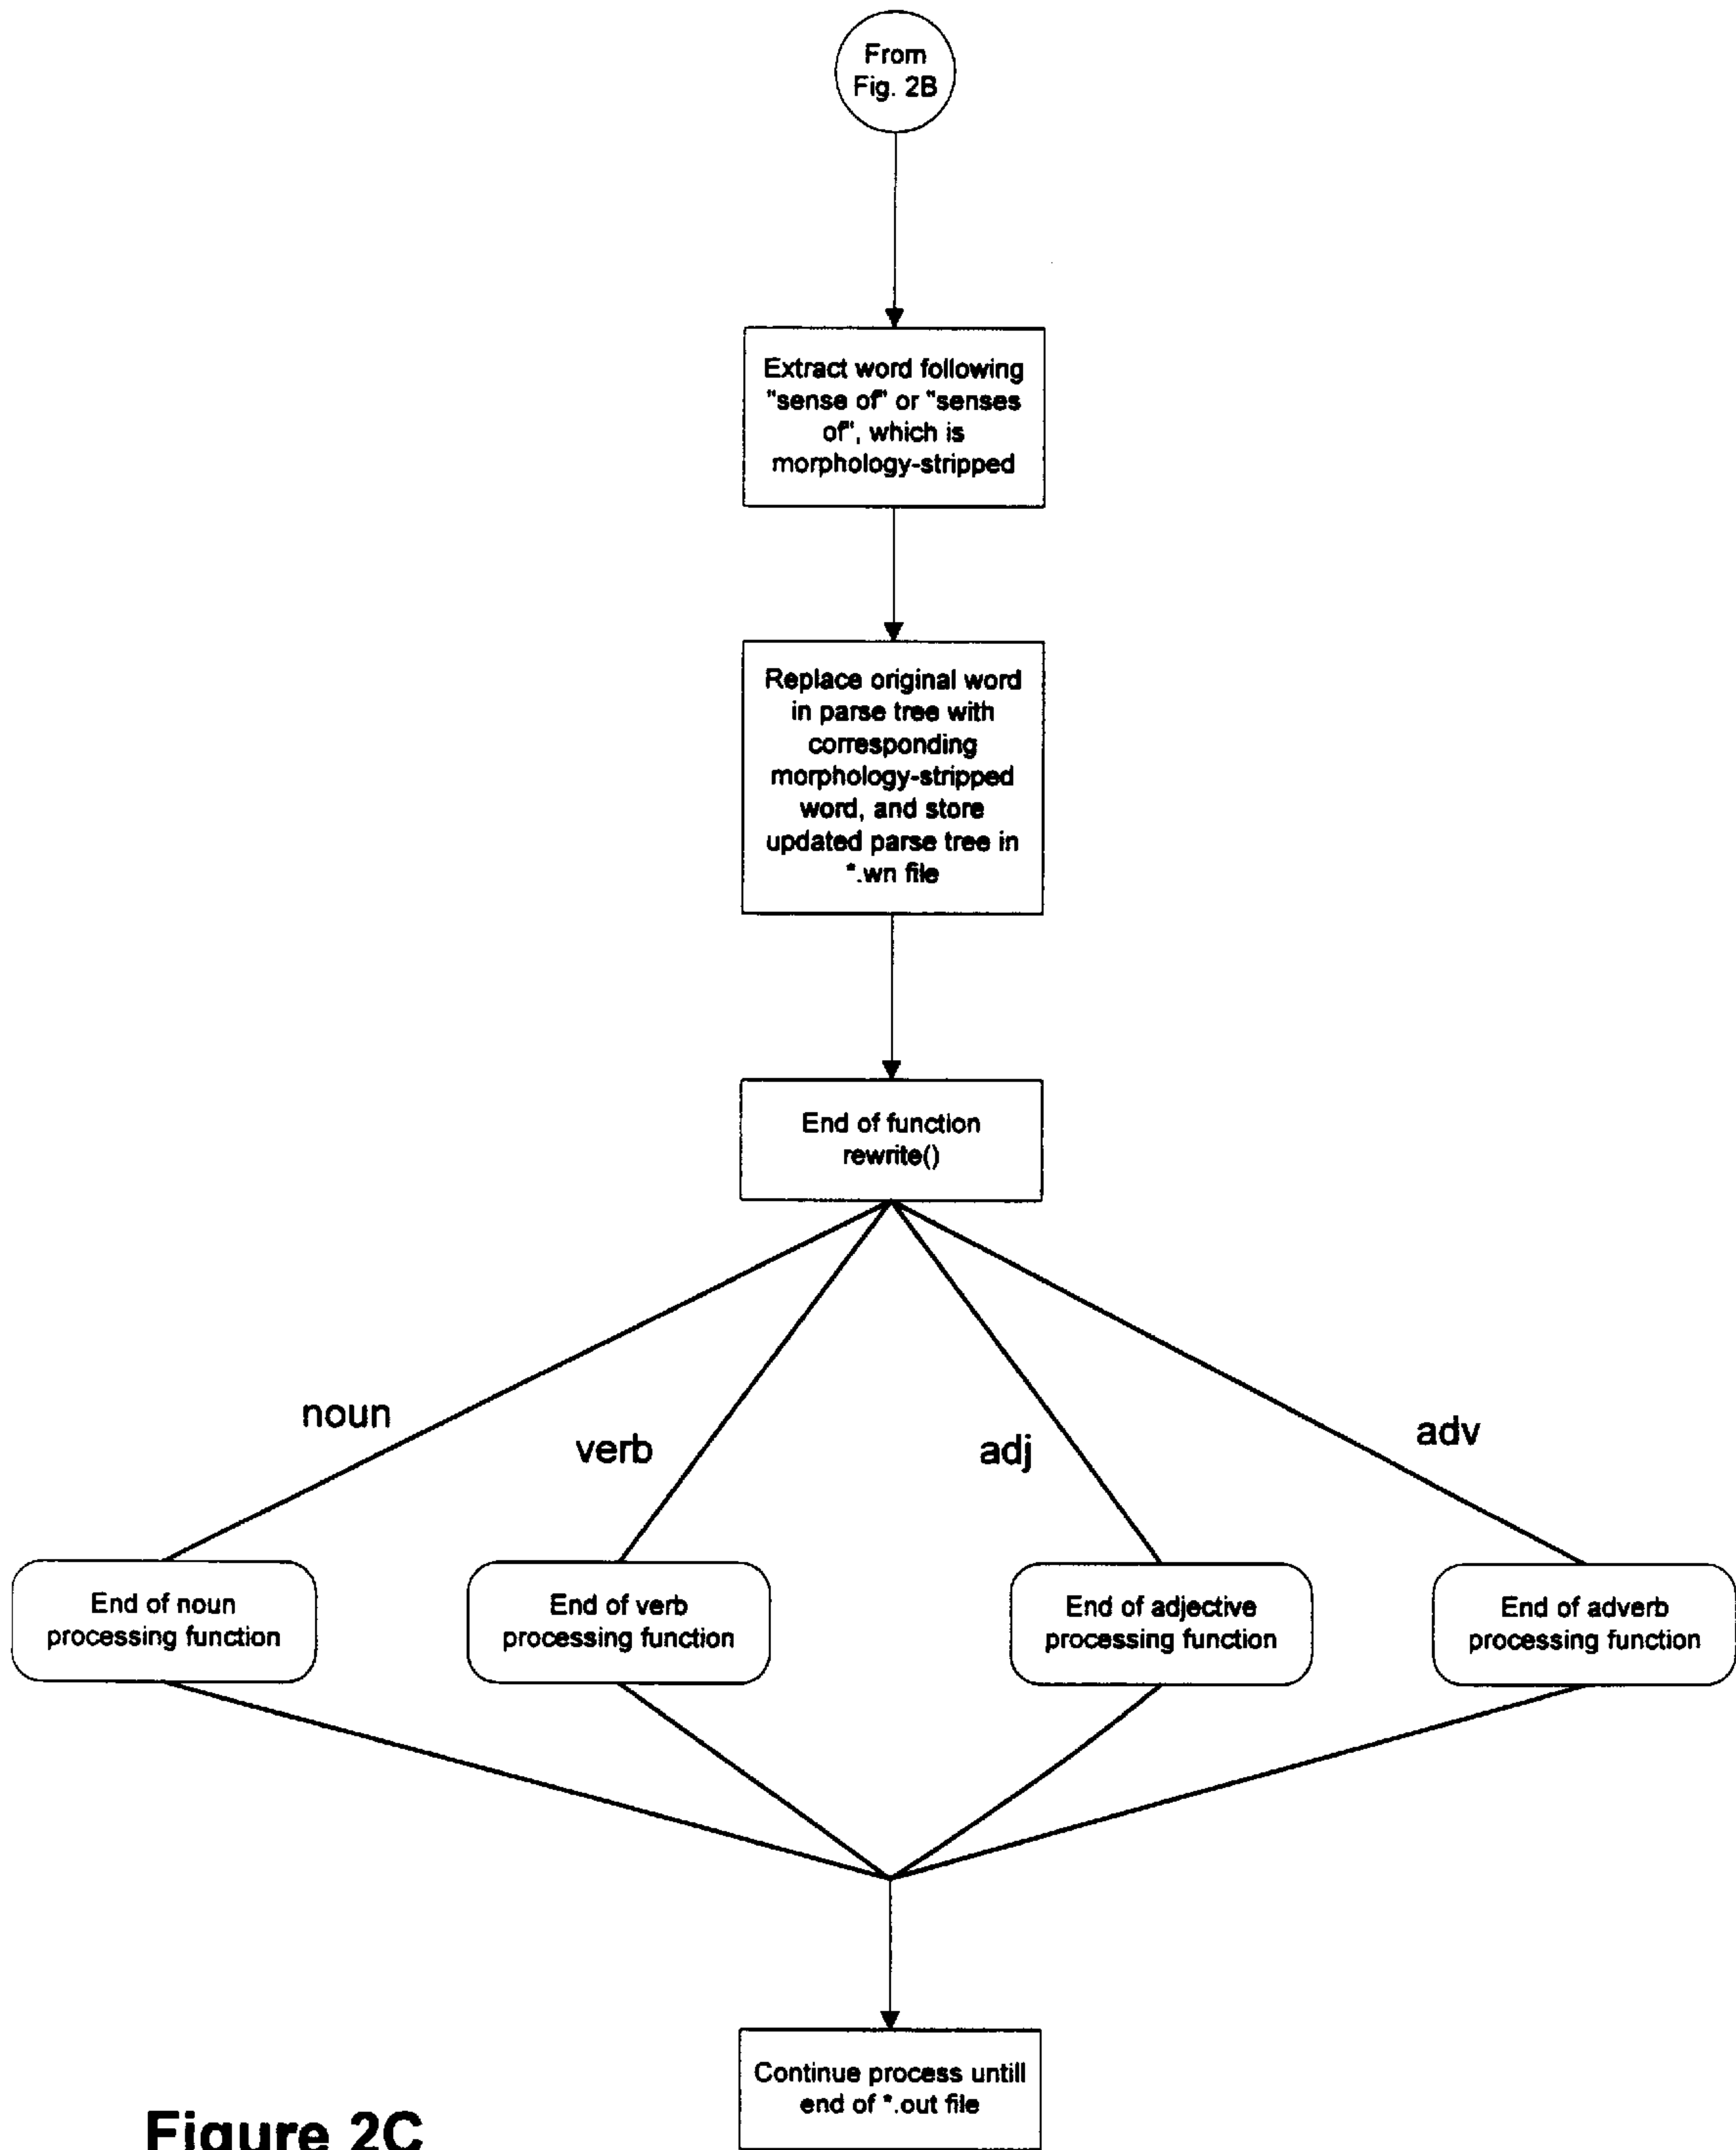 From
Fig. 2B
Extract word following
"sense of" or "senses
of", which is
morphology-stripped
Replace original word
in parse tree with
corresponding
morphology-stripped
word, and store
updated parse tree in
*.wn file
End of function
rewrite()
noun
verb
adj
adv
End of noun
processing function
End of verb
processing function
End of adjective
processing function
End of adverb
processing function
Continue process untill
end of *.out file
Figure 2C